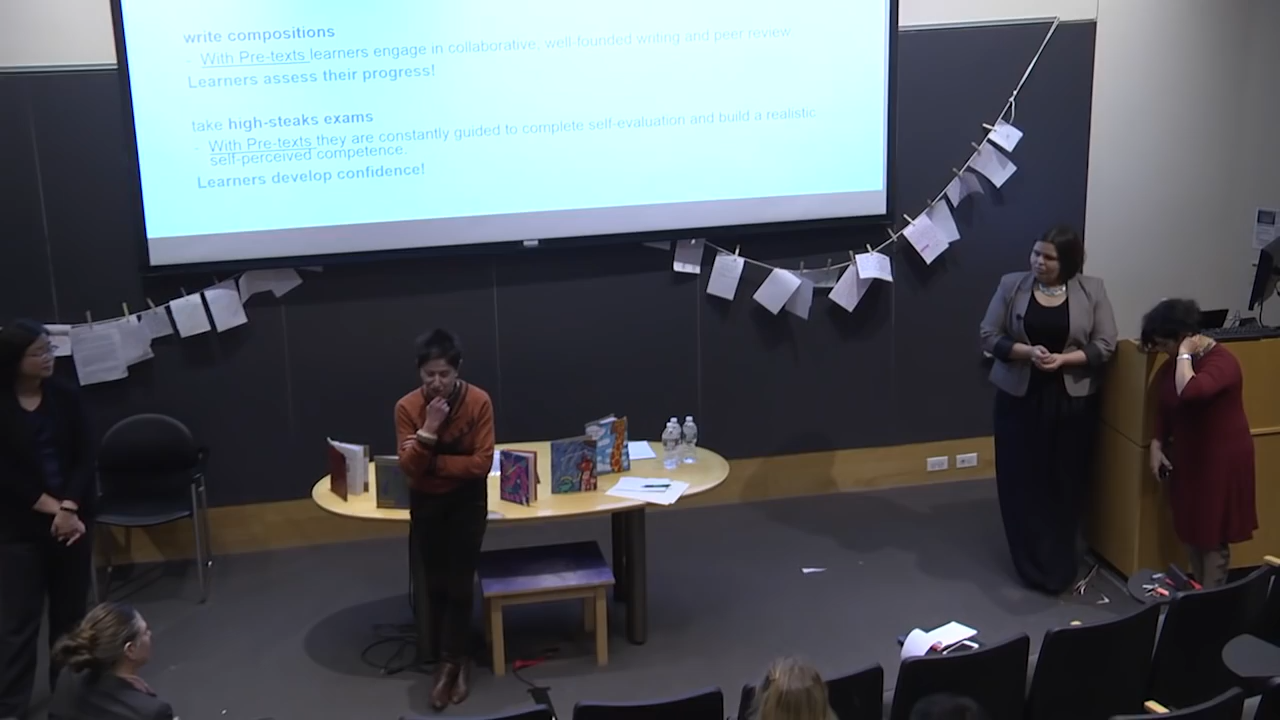 write compositions
- With Pre-texts learners engage in collaborative, well-founded writing and peer review
Learners assess their progress!
take high-steaks exams
- With Pre-texts they are constantly guided to complete self-evaluation and build a realistic
self-perceived competence.
Learners develop confidence!